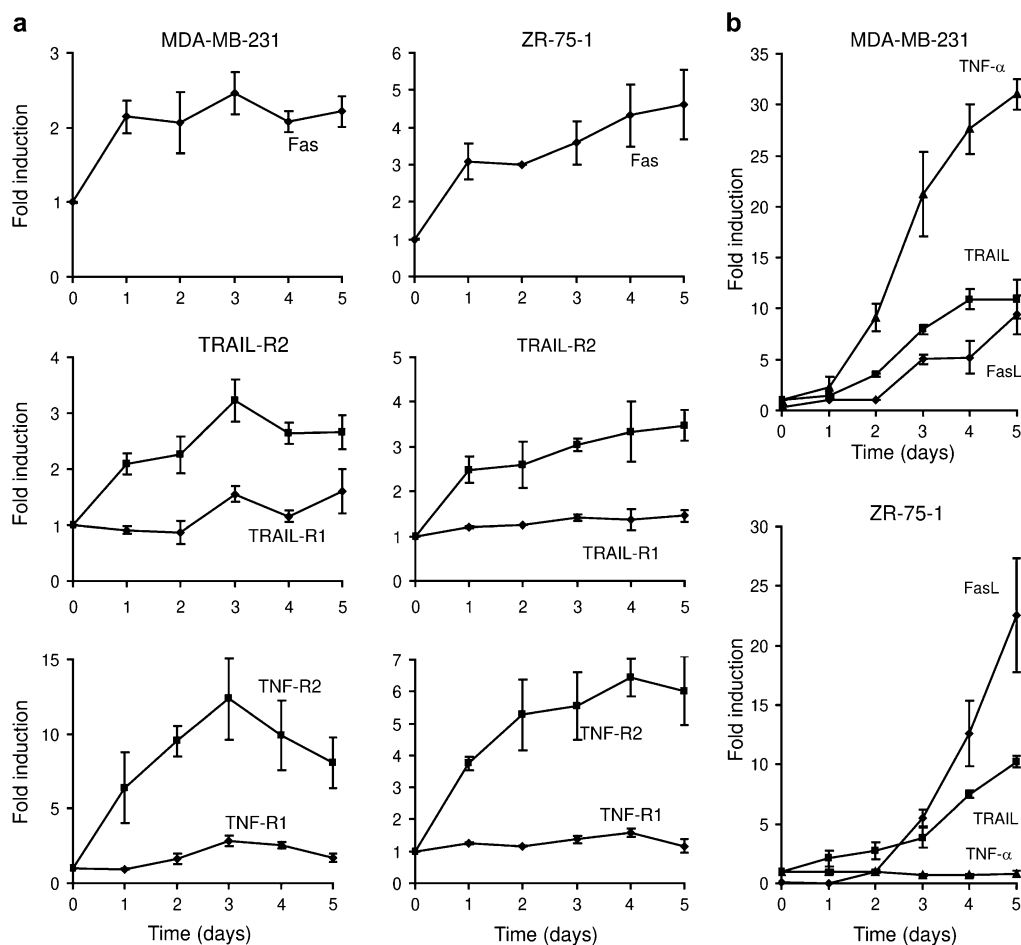 a
MDA-MB-231
Fold induction
3
2
1
0
Fas
0 1 2 3 4 5
ZR-75-1
6
5
4
3
2
1
0
Fas
0 1 2 3 4 5
TRAIL-R2
Fold induction
4
3
2
1
0
TRAIL-R1
0 1 2 3 4 5
TRAIL-R2
5
4
3
2
1
0
TRAIL-R1
0 1 2 3 4 5
Fold induction
15
10
5
0
TNF-R2
TNF-R1
0 1 2 3 4 5
Time (days)
7
6
5
4
3
2
1
0
TNF-R2
TNF-R1
0 1 2 3 4 5
Time (days)
b
MDA-MB-231
Fold induction
35
30
25
20
15
10
5
0
TNF-α
TRAIL
FasL
0 1 2 3 4 5
Time (days)
ZR-75-1
Fold induction
30
25
20
15
10
5
0
FasL
TRAIL
TNF-α
0 1 2 3 4 5
Time (days)